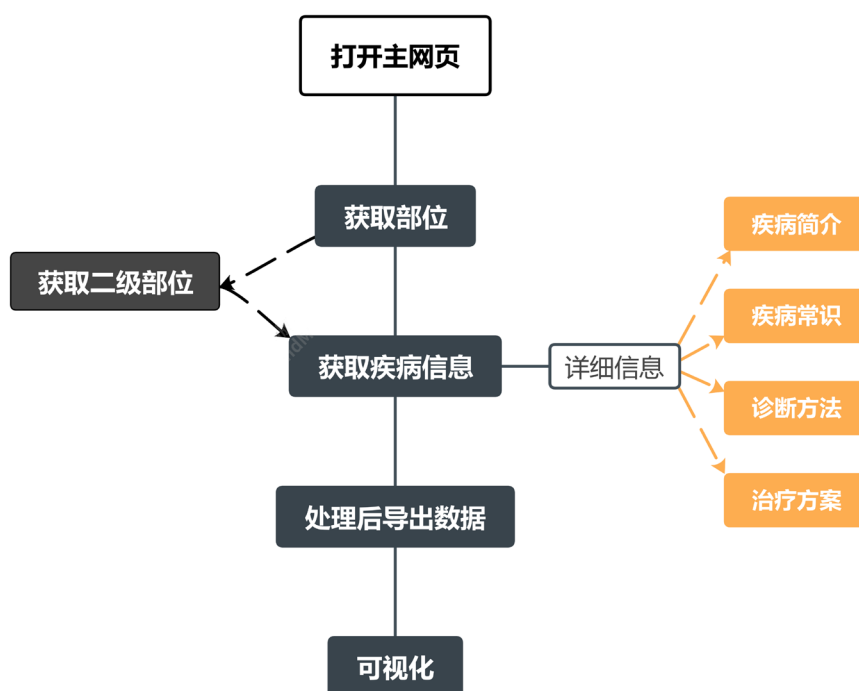 打开主网页
获取部位
疾病简介
获取二级部位
疾病常识
获取疾病信息
详细信息
诊断方法
治疗方案
处理后导出数据
可视化